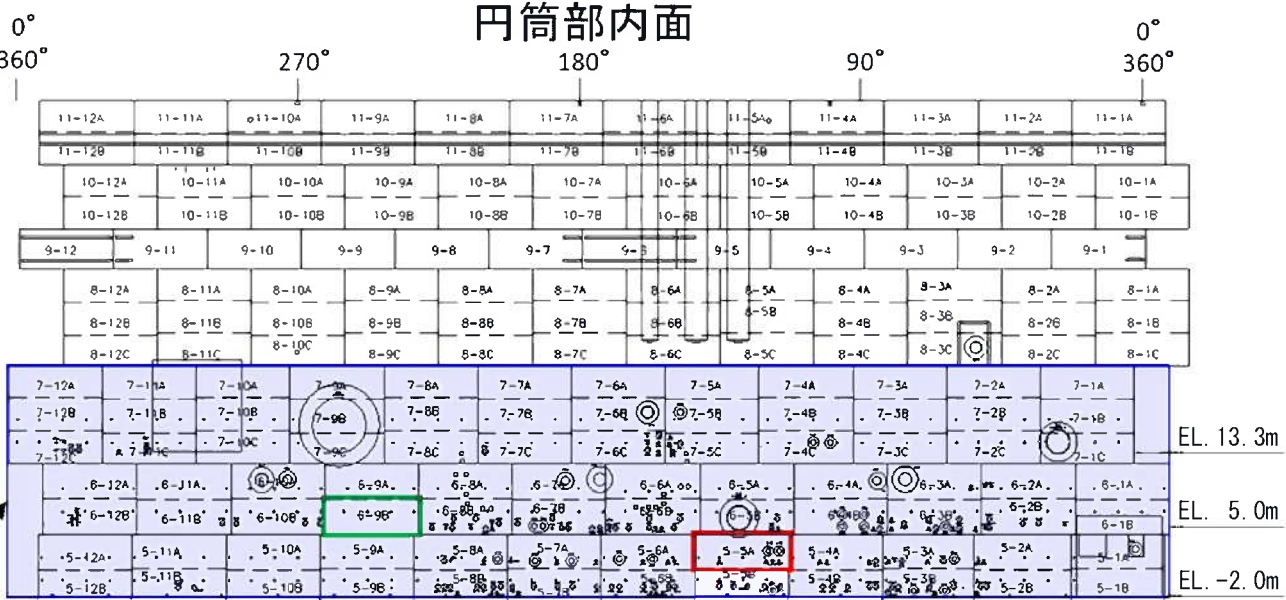 円筒部内面
0° 0°
360° 270° 180° 90° 360°
11-12A 11-11A 11-10A 11-9A 11-8A 11-7A 11-6A 11-5A 11-4A 11-3A 11-2A 11-1A
11-12B 11-11B 11-10B 11-9B 11-8B 11-7B 11-6B 11-5B 11-4B 11-3B 11-2B 11-1B
10-12A 10-11A 10-10A 10-9A 10-8A 10-7A 10-6A 10-5A 10-4A 10-3A 10-2A 10-1A
10-12B 10-11B 10-10B 10-9B 10-8B 10-7B 10-6B 10-5B 10-4B 10-3B 10-2B 10-1B
9-12 9-11 9-10 9-9 9-8 9-7 9-6 9-5 9-4 9-3 9-2 9-1
8-12A 8-11A 8-10A 8-9A 8-8A 8-7A 8-6A 8-5A 8-4A 8-3A 8-2A 8-1A
8-12B 8-11B 8-10B 8-9B 8-8B 8-7B 8-6B 8-5B 8-4B 8-3B 8-2B 8-1B
8-12C 8-11C 8-10C 8-9C 8-8C 8-7C 8-6C 8-5C 8-4C 8-3C 8-2C 8-1C
7-12A 7-11A 7-10A 7-9A 7-8A 7-7A 7-6A 7-5A 7-4A 7-3A 7-2A 7-1A
7-12B 7-11B 7-10B 7-9B 7-8B 7-7B 7-6B 7-5B 7-4B 7-3B 7-2B 7-1B
7-12C 7-11C 7-10C 7-9C 7-8C 7-7C 7-6C 7-5C 7-4C 7-3C 7-2C 7-1C
EL. 13.3m
6-12A 6-11A 6-9A 6-8A 6-6A 6-5A 6-4A 6-3A 6-2A 6-1A
6-12B 6-11B 6-10B 6-9B 6-8B 6-7B 6-2B 6-1B
EL. 5.0m
5-12A 5-11A 5-10A 5-9A 5-8A 5-7A 5-6A 5-5A 5-4A 5-3A 5-2A 5-1A
5-12B 5-11B 5-10B 5-9B 5-8B 5-4B 5-3B 5-2B 5-1B
EL. -2.0m